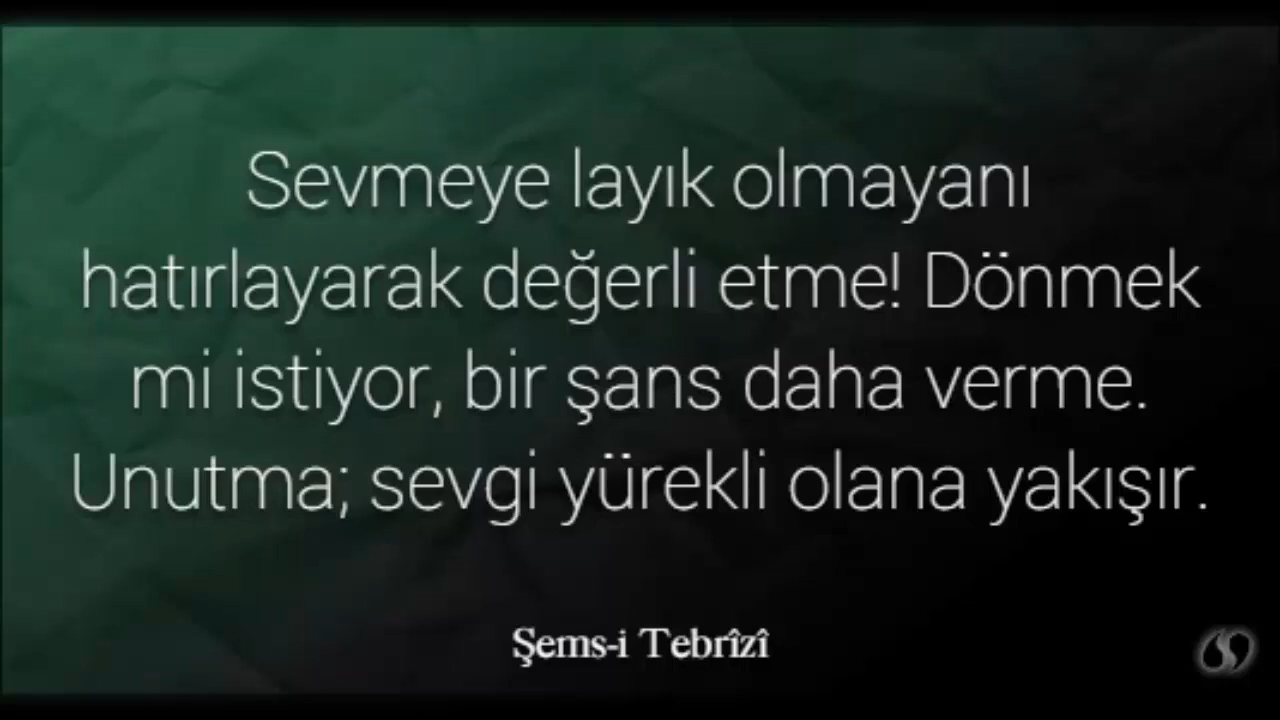 Sevmeye layık olmayanı
hatırlayarak değerli etme! Dönmek
mi istiyor, bir şans daha verme.
Unutma; sevgi yürekli olana yakışır.
Şems-i Tebrîzî